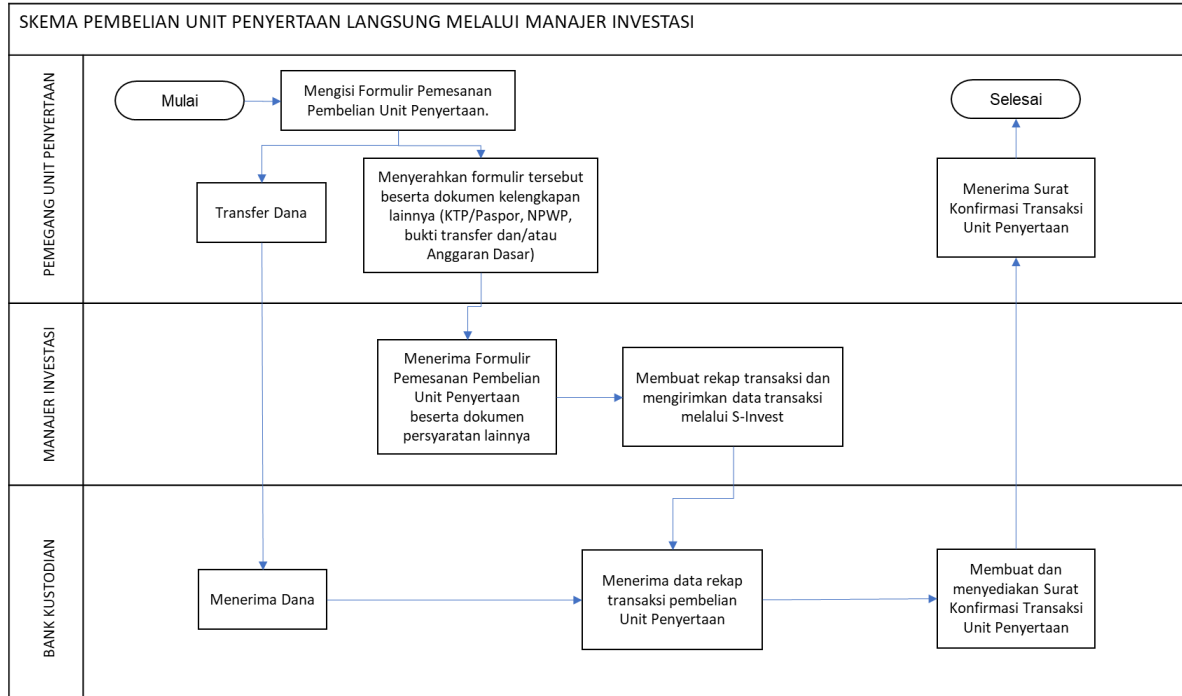 SKEMA PEMBELIAN UNIT PENYERTAAN LANGSUNG MELALUI MANAJER INVESTASI
PEMEGANG UNIT PENYERTAAN
Mulai
Mengisi Formulir Pemesanan
Pembelian Unit Penyertaan.
Selesai
Transfer Dana
Menyerahkan formulir tersebut
beserta dokumen kelengkapan
lainnya (KTP/Paspor, NPWP,
bukti transfer dan/atau
Anggaran Dasar)
Menerima Surat
Konfirmasi Transaksi
Unit Penyertaan
MANAJER INVESTASI
Menerima Formulir
Pemesanan Pembelian
Unit Penyertaan
beserta dokumen
persyaratan lainnya
Membuat rekap transaksi dan
mengirimkan data transaksi
melalui S-Invest
BANK KUSTODIAN
Menerima Dana
Menerima data rekap
transaksi pembelian
Unit Penyertaan
Membuat dan
menyediakan Surat
Konfirmasi Transaksi
Unit Penyertaan